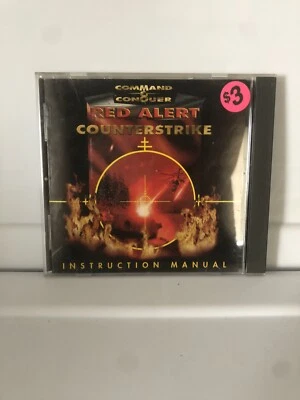 COMMAND
&
CONQUER
RED ALERT
COUNTERSTRIKE
$3
INSTRUCTION MANUAL